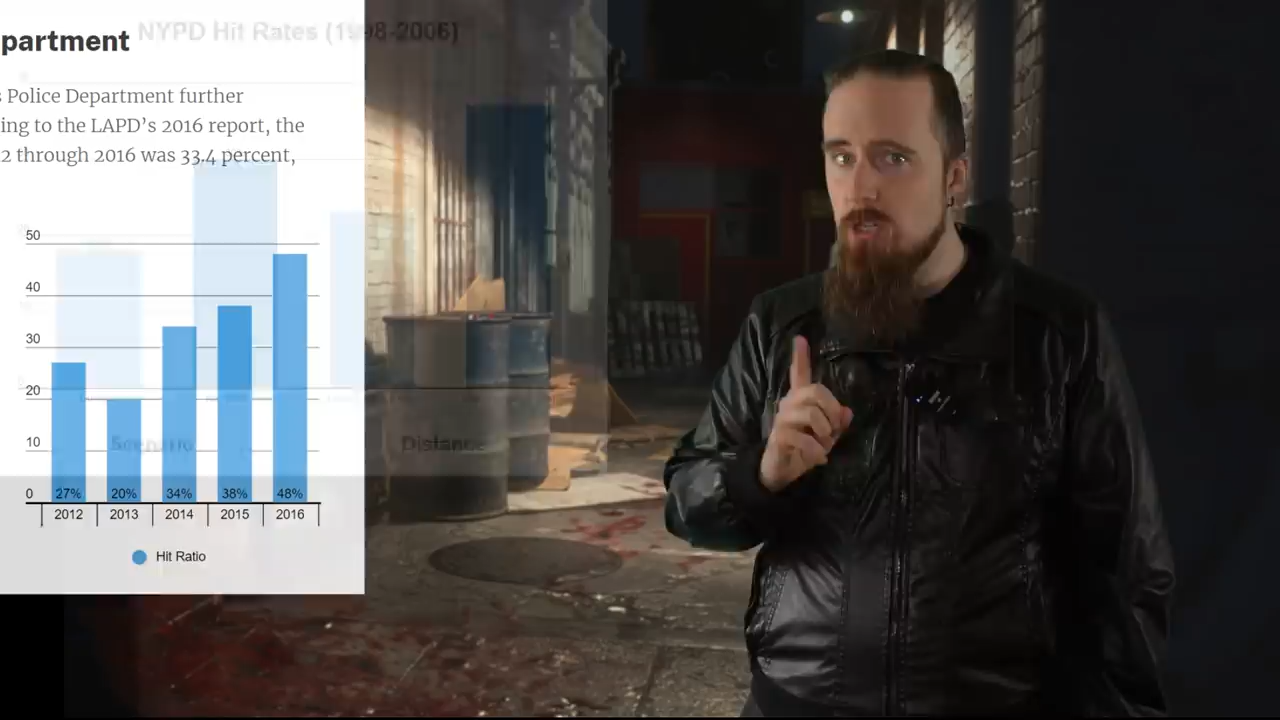 NYPD Hit Rates (1998-2006)
partment
s Police Department further
ing to the LAPD's 2016 report, the
2 through 2016 was 33.4 percent,
50
40
30
20
10
0
27% 20% 34% 38% 48%
2012 2013 2014 2015 2016
Hit Ratio
Scenario
Distance